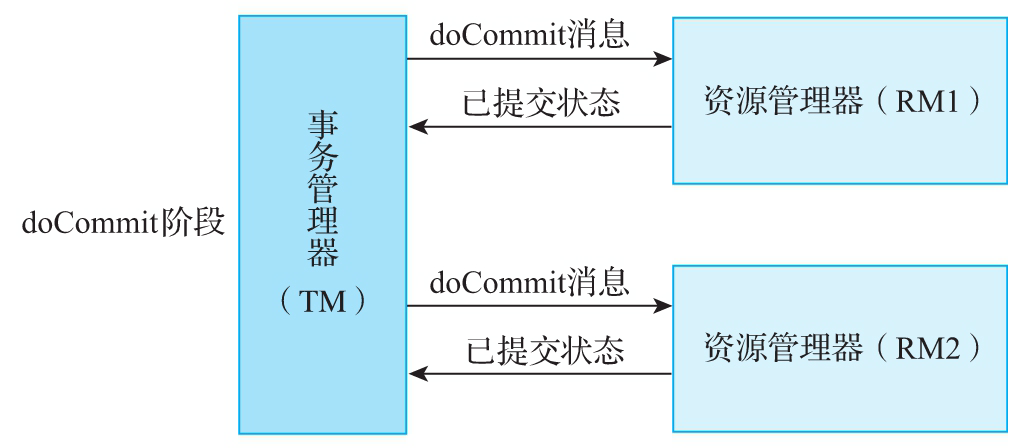 doCommit阶段
事务管理器
（TM）
doCommit消息
已提交状态
资源管理器（RM1）
doCommit消息
已提交状态
资源管理器（RM2）